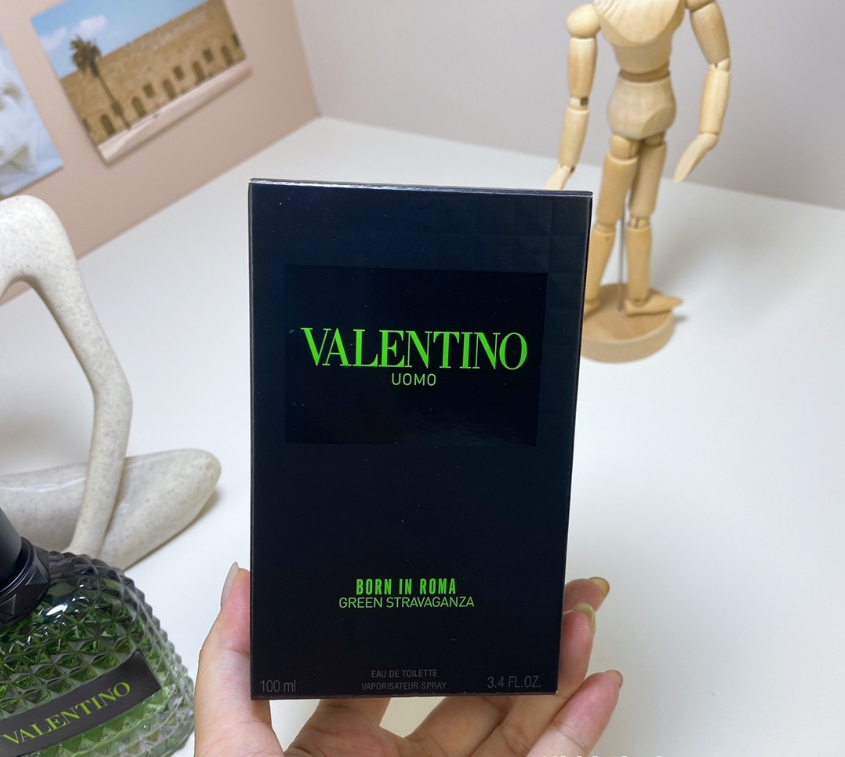 VALENTINO
UOMO
BORN IN ROMA
GREEN STRAVAGANZA
EAU DE TOILETTE
VAPORISATEUR SPRAY
100 ml
3.4 FL.OZ.
VALENTINO